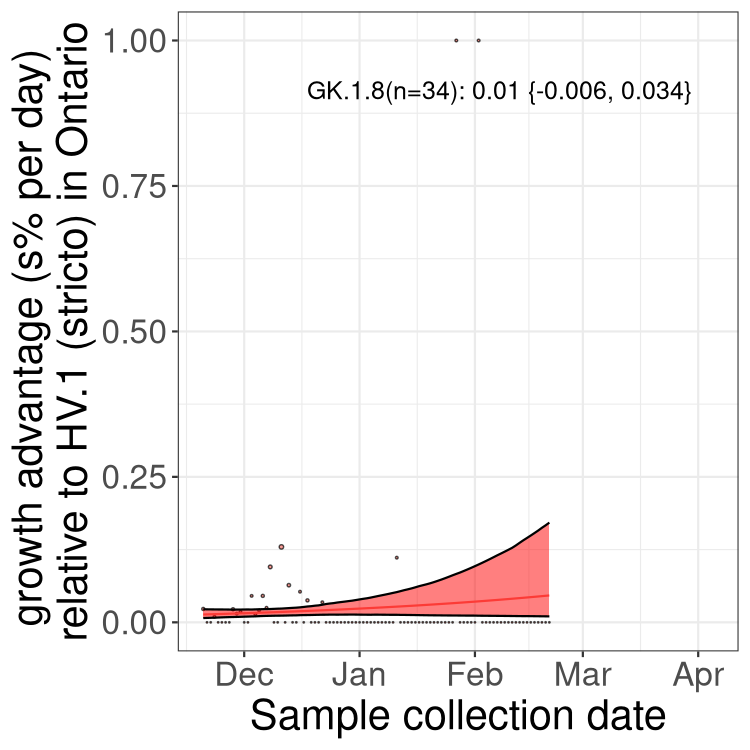 growth advantage (s% per day)
relative to HV.1 (stricto) in Ontario
1.00
0.75
0.50
0.25
0.00
GK.1.8(n=34): 0.01 {-0.006, 0.034}
Dec Jan Feb Mar Apr
Sample collection date